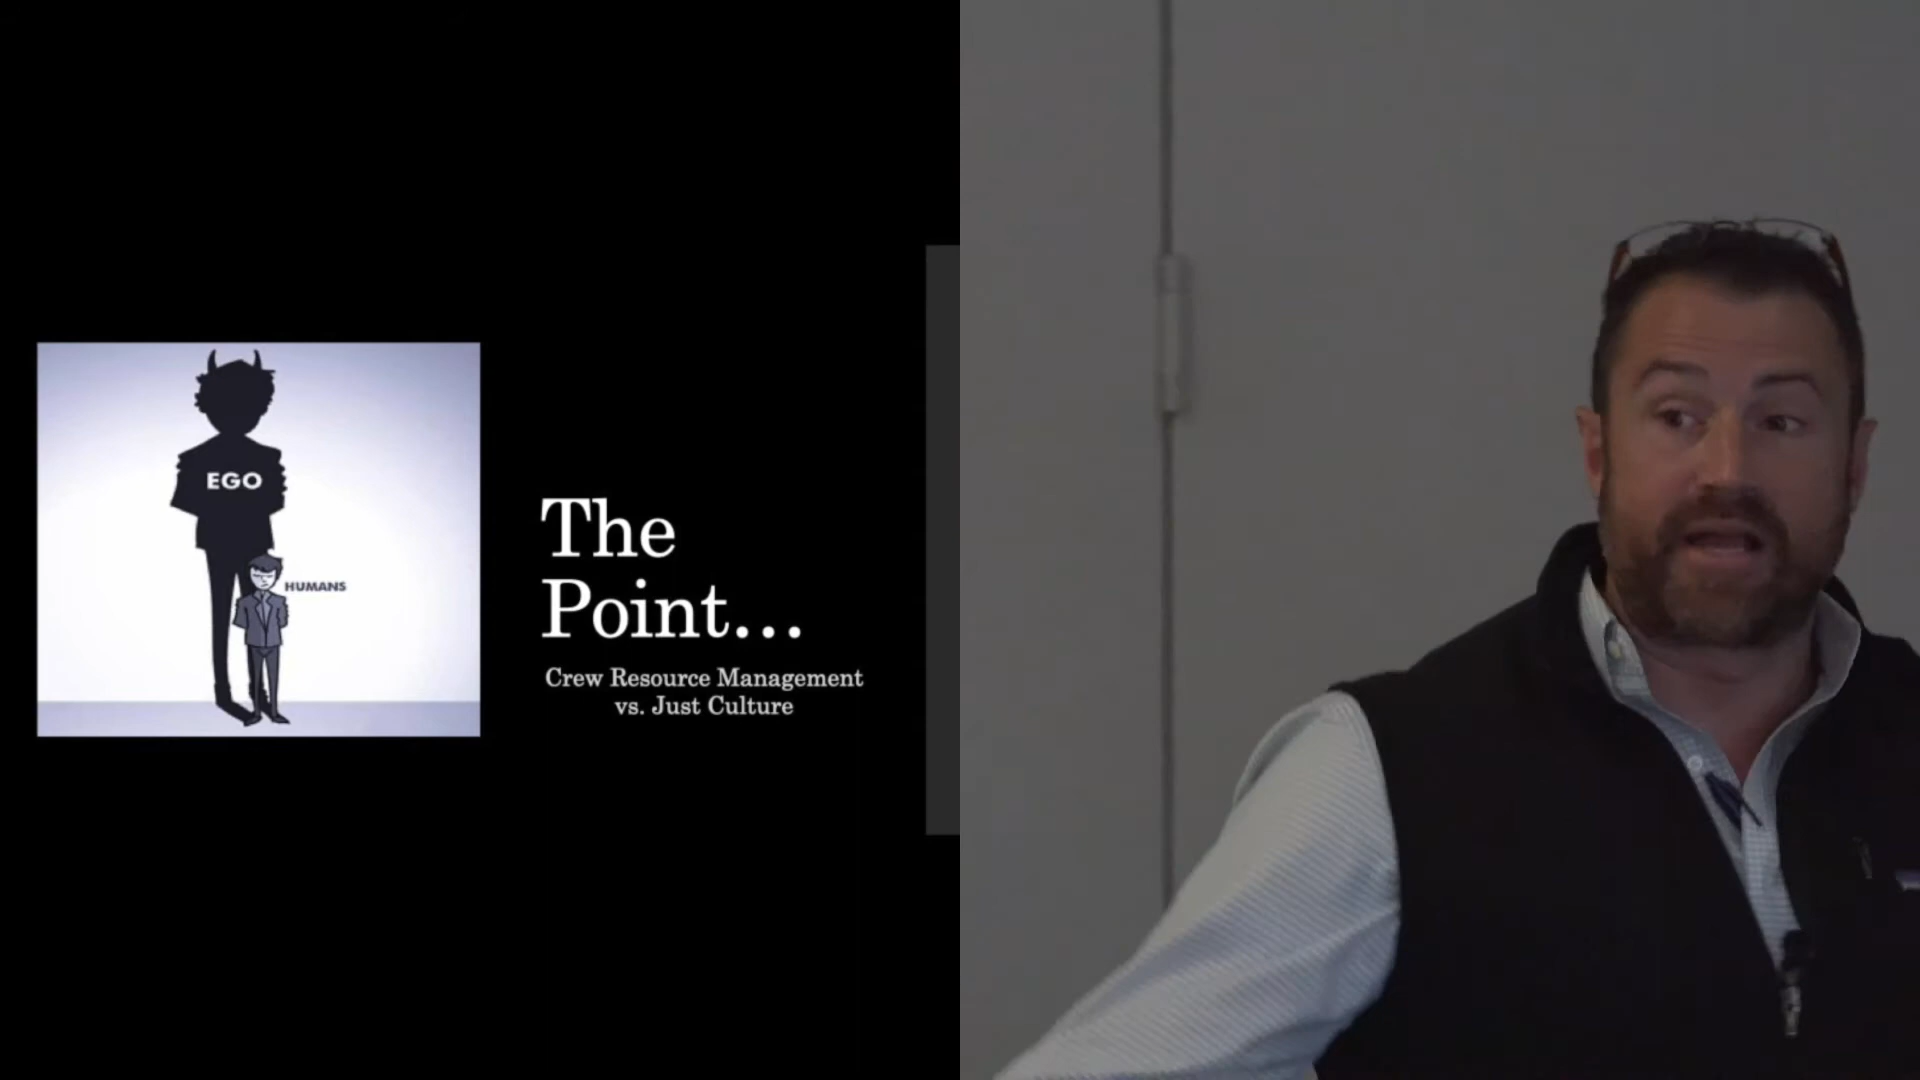 EGO
HUMANS
The
Point...
Crew Resource Management
vs. Just Culture